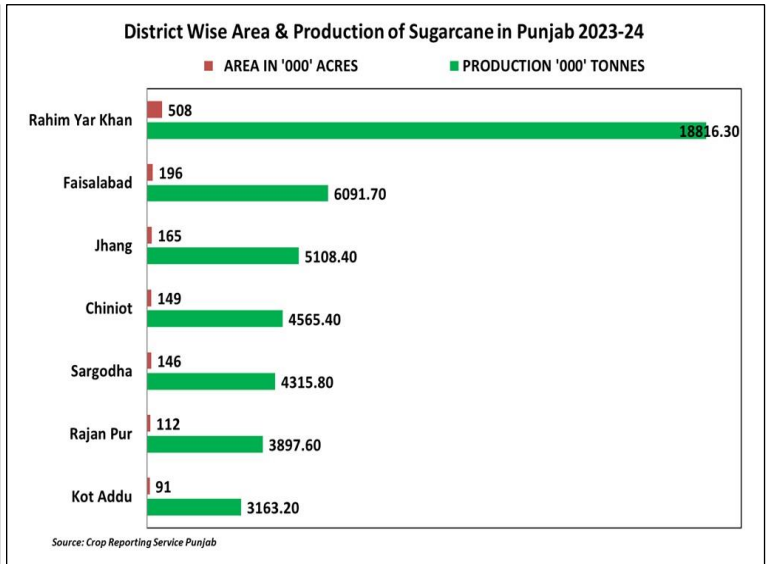 District Wise Area & Production of Sugarcane in Punjab 2023-24
AREA IN '000' ACRES PRODUCTION '000' TONNES
Rahim Yar Khan
508
18816.30
Faisalabad
196
6091.70
Jhang
165
5108.40
Chiniot
149
4565.40
Sargodha
146
4315.80
Rajan Pur
112
3897.60
Kot Addu
91
3163.20
Source: Crop Reporting Service Punjab